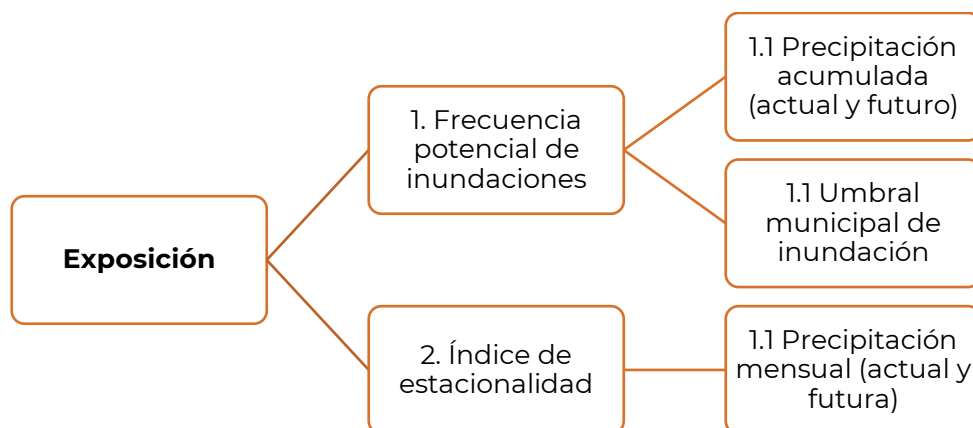 Exposición
1. Frecuencia
potencial de
inundaciones
1.1 Precipitación
acumulada
(actual y futuro)
1.1 Umbral
municipal de
inundación
2. Índice de
estacionalidad
1.1 Precipitación
mensual (actual y
futura)